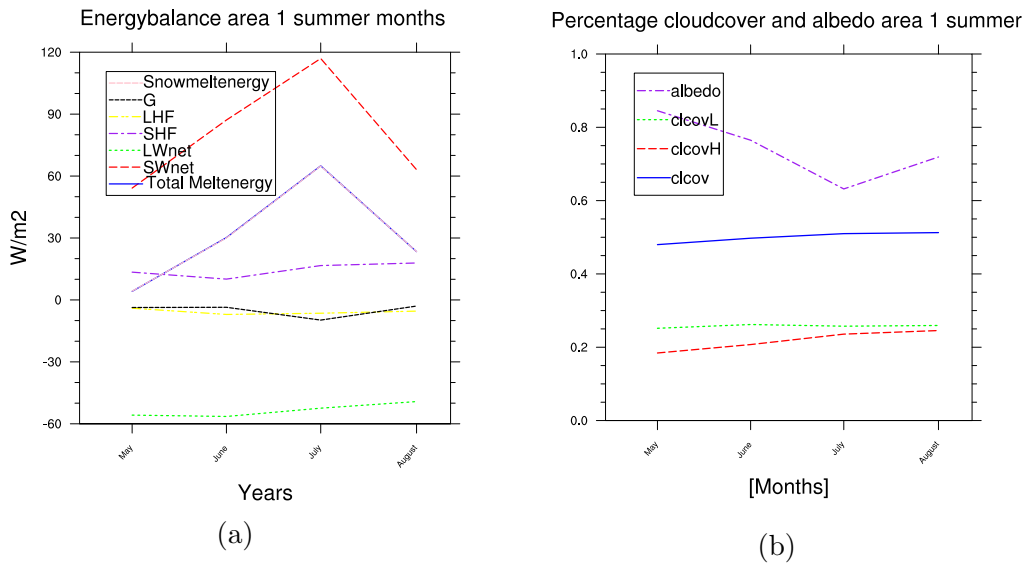 Energybalance area 1 summer months
120
90
60
30
0
-30
-60
W/m2
Snowmeltenergy
G
LHF
SHF
LWnet
SWnet
Total Meltenergy
May
June
July
August
Years
(a)
Percentage cloudcover and albedo area 1 summer
1.0
0.8
0.6
0.4
0.2
0.0
albedo
clcovL
clcovH
clcov
May
June
July
August
[Months]
(b)